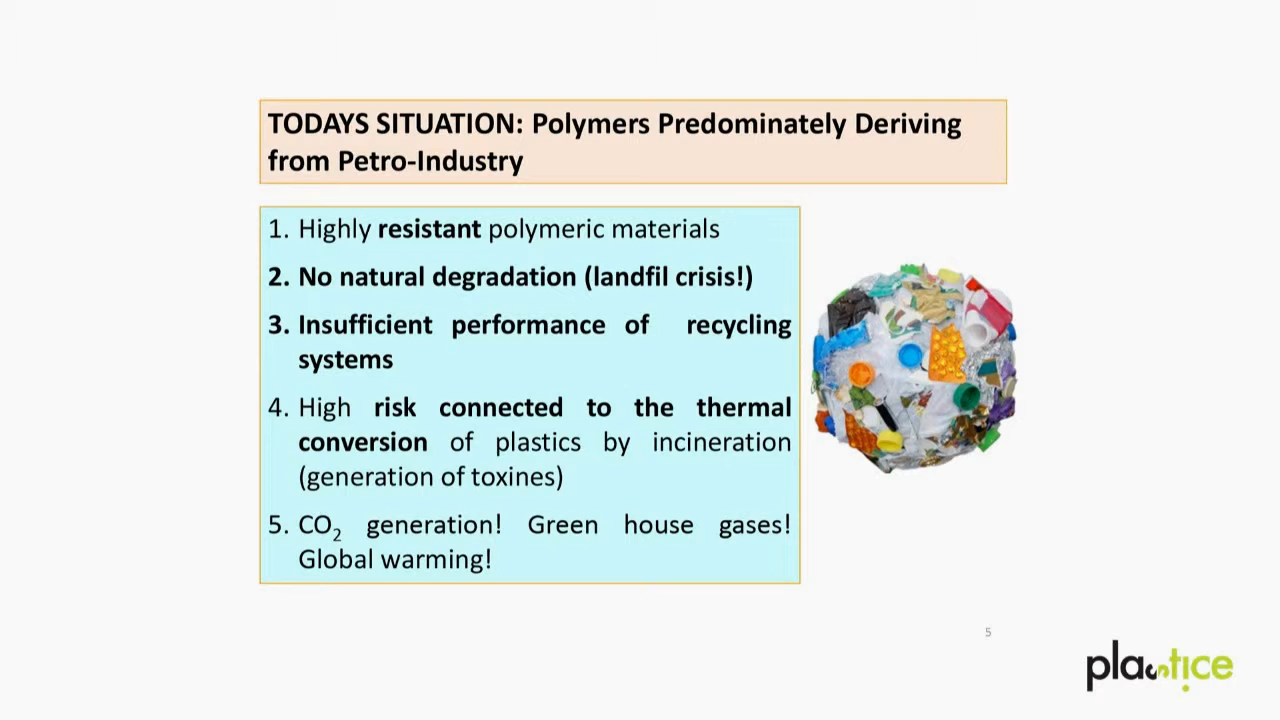 TODAYS SITUATION: Polymers Predominately Deriving
from Petro-Industry
1. Highly resistant polymeric materials
2. No natural degradation (landfil crisis!)
3. Insufficient performance of recycling
systems
4. High risk connected to the thermal
conversion of plastics by incineration
(generation of toxines)
5. CO₂ generation! Green house gases!
Global warming!
5
plastice